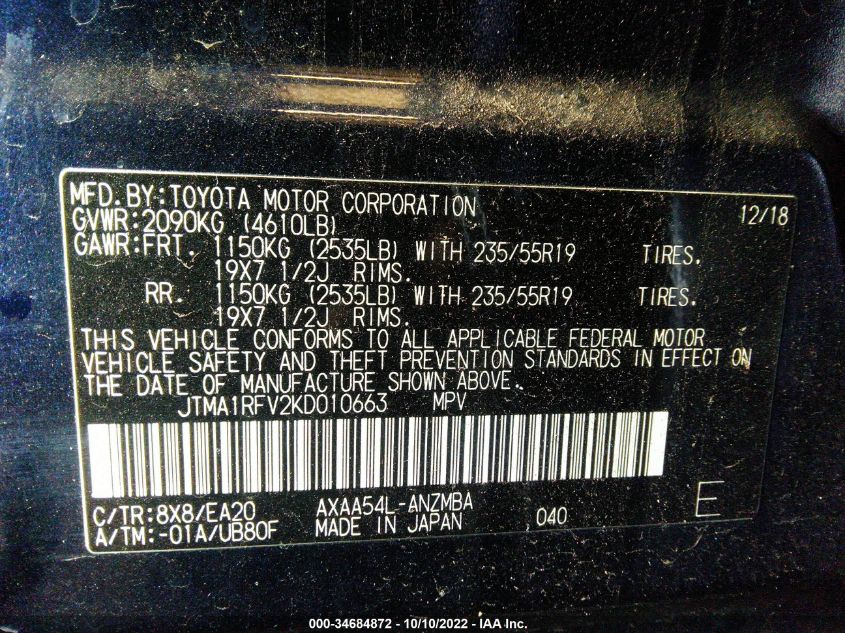 MFD. BY: TOYOTA MOTOR CORPORATION 12/18
GVWR: 2090KG (4610LB)
GAWR: FRT. 1150KG (2535LB) WITH 235/55R19 TIRES.
19X7 1/2J RIMS.
RR. 1150KG (2535LB) WITH 235/55R19 TIRES.
19X7 1/2J RIMS.
THIS VEHICLE CONFORMS TO ALL APPLICABLE FEDERAL MOTOR
VEHICLE SAFETY AND THEFT PREVENTION STANDARDS IN EFFECT ON
THE DATE OF MANUFACTURE SHOWN ABOVE.
JTMA1RFV2KD010663 MPV
C/TR: 8X8/EA20 AXAA54L-ANZMBA E
A/TM: -01A/UB80F MADE IN JAPAN 040
000-34684872 - 10/10/2022 - IAA Inc.